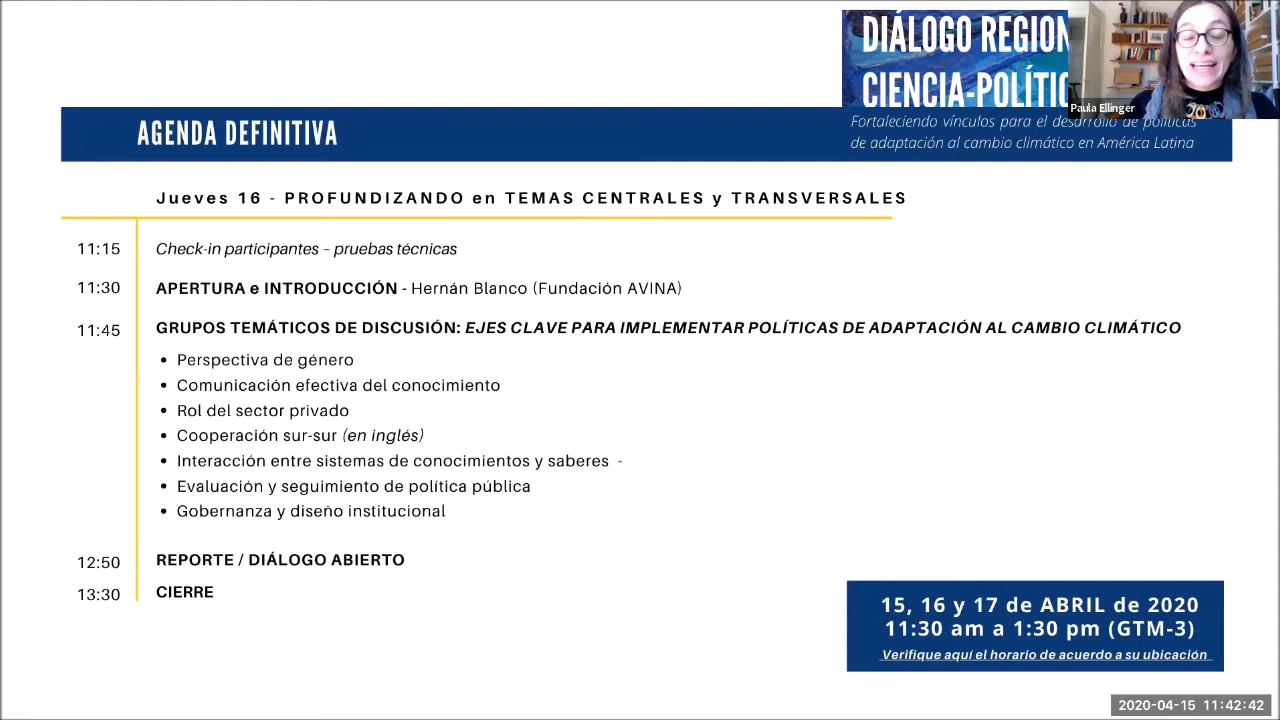 DIÁLOGO REGION
CIENCIA-POLÍTIC
Paula Ellinger
AGENDA DEFINITIVA
Fortaleciendo vínculos para el desarrollo de políticas
de adaptación al cambio climático en América Latina
Jueves 16 - PROFUNDIZANDO en TEMAS CENTRALES y TRANSVERSALES
11:15 Check-in participantes – pruebas técnicas
11:30 APERTURA e INTRODUCCIÓN - Hernán Blanco (Fundación AVINA)
11:45 GRUPOS TEMÁTICOS DE DISCUSIÓN: EJES CLAVE PARA IMPLEMENTAR POLÍTICAS DE ADAPTACIÓN AL CAMBIO CLIMÁTICO
• Perspectiva de género
• Comunicación efectiva del conocimiento
• Rol del sector privado
• Cooperación sur-sur (en inglés)
• Interacción entre sistemas de conocimientos y saberes -
• Evaluación y seguimiento de política pública
• Gobernanza y diseño institucional
12:50 REPORTE / DIÁLOGO ABIERTO
13:30 CIERRE
15, 16 y 17 de ABRIL de 2020
11:30 am a 1:30 pm (GTM-3)
Verifique aquí el horario de acuerdo a su ubicación
2020-04-15 11:42:42